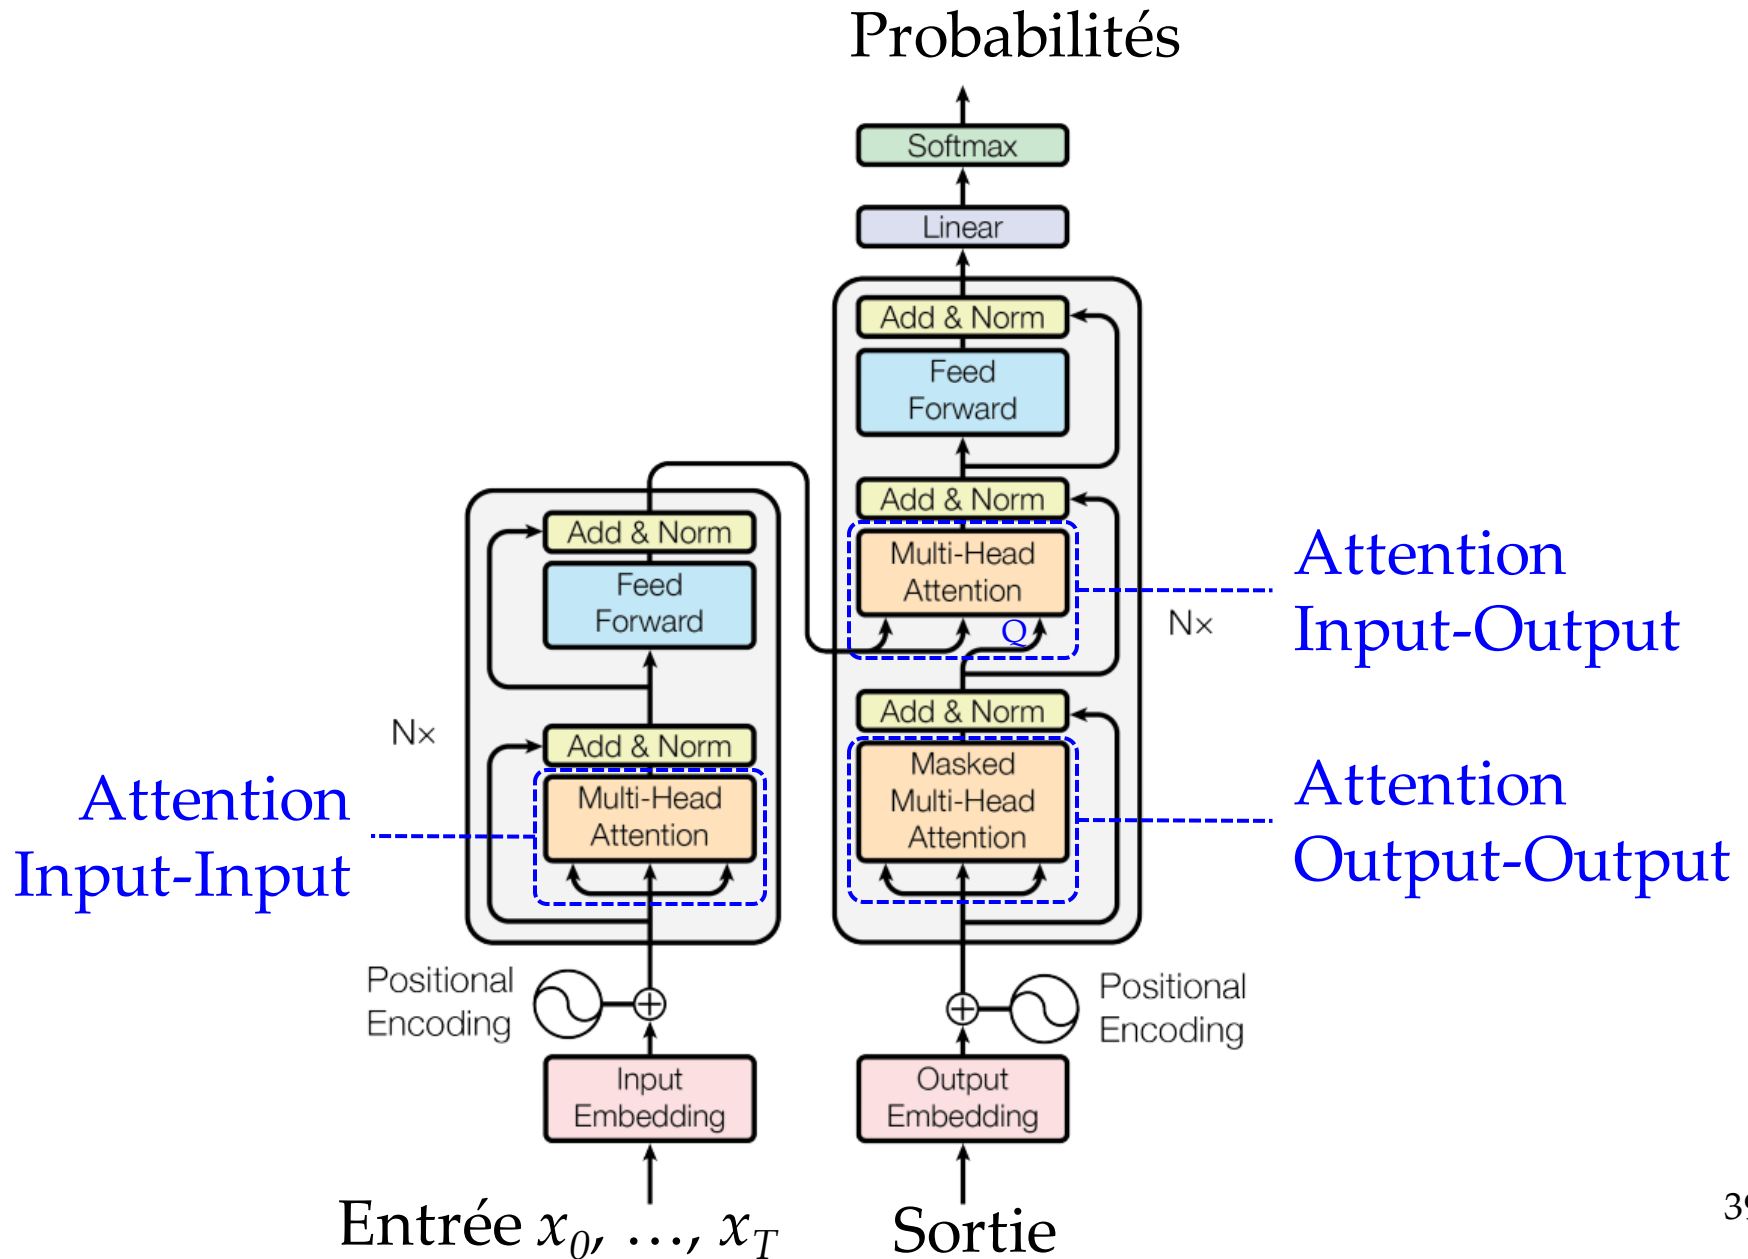 Probabilités
Softmax
Linear
Add & Norm
Feed
Forward
Add & Norm
Multi-Head
Attention
Q
Nx
Attention
Input-Output
Add & Norm
Masked
Multi-Head
Attention
Attention
Output-Output
Add & Norm
Feed
Forward
Nx
Add & Norm
Multi-Head
Attention
Attention
Input-Input
Positional
Encoding
Positional
Encoding
Input
Embedding
Output
Embedding
Entrée x0, …, xT
Sortie
39